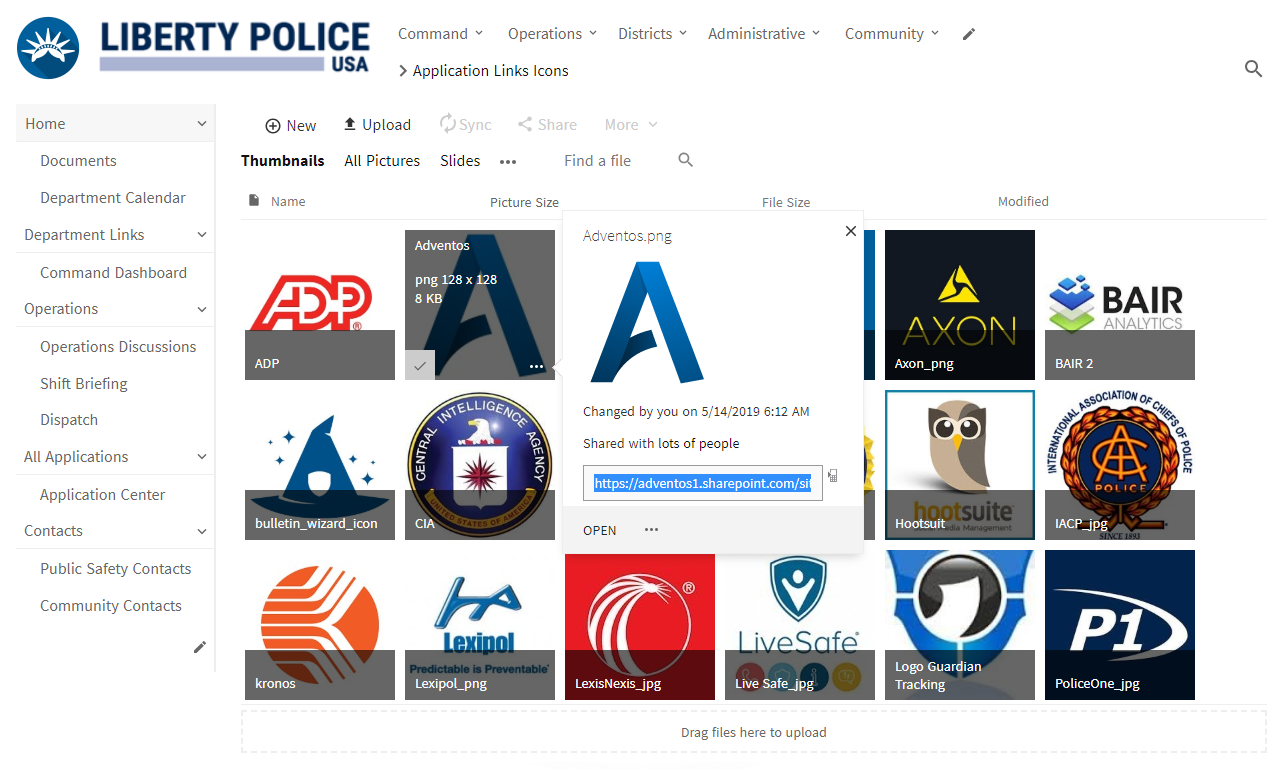 LIBERTY POLICE
USA
Command
Operations
Districts
Administrative
Community
Application Links Icons
Home
Documents
Department Calendar
Department Links
Command Dashboard
Operations
Operations Discussions
Shift Briefing
Dispatch
All Applications
Application Center
Contacts
Public Safety Contacts
Community Contacts
New
Upload
Sync
Share
More
Thumbnails
All Pictures
Slides
Find a file
Name
Picture Size
File Size
Modified
ADP
ADP
Adventos
png 128 x 128
8 KB
Adventos.png
Changed by you on 5/14/2019 6:12 AM
Shared with lots of people
https://adventos1.sharepoint.com/sit
OPEN
AXON
Axon_png
BAIR
ANALYTICS
BAIR 2
bulletin_wizard_icon
CENTRAL INTELLIGENCE AGENCY
UNITED STATES OF AMERICA
CIA
hootsuite
Social Media Management
Hootsuit
INTERNATIONAL ASSOCIATION OF CHIEFS OF POLICE
POLICE
SINCE 1893
IACP_jpg
kronos
Lexipol
Predictable is Preventable
Lexipol_png
LexisNexis_jpg
LiveSafe
Live Safe_jpg
Logo Guardian
Tracking
P1
PoliceOne_jpg
Drag files here to upload